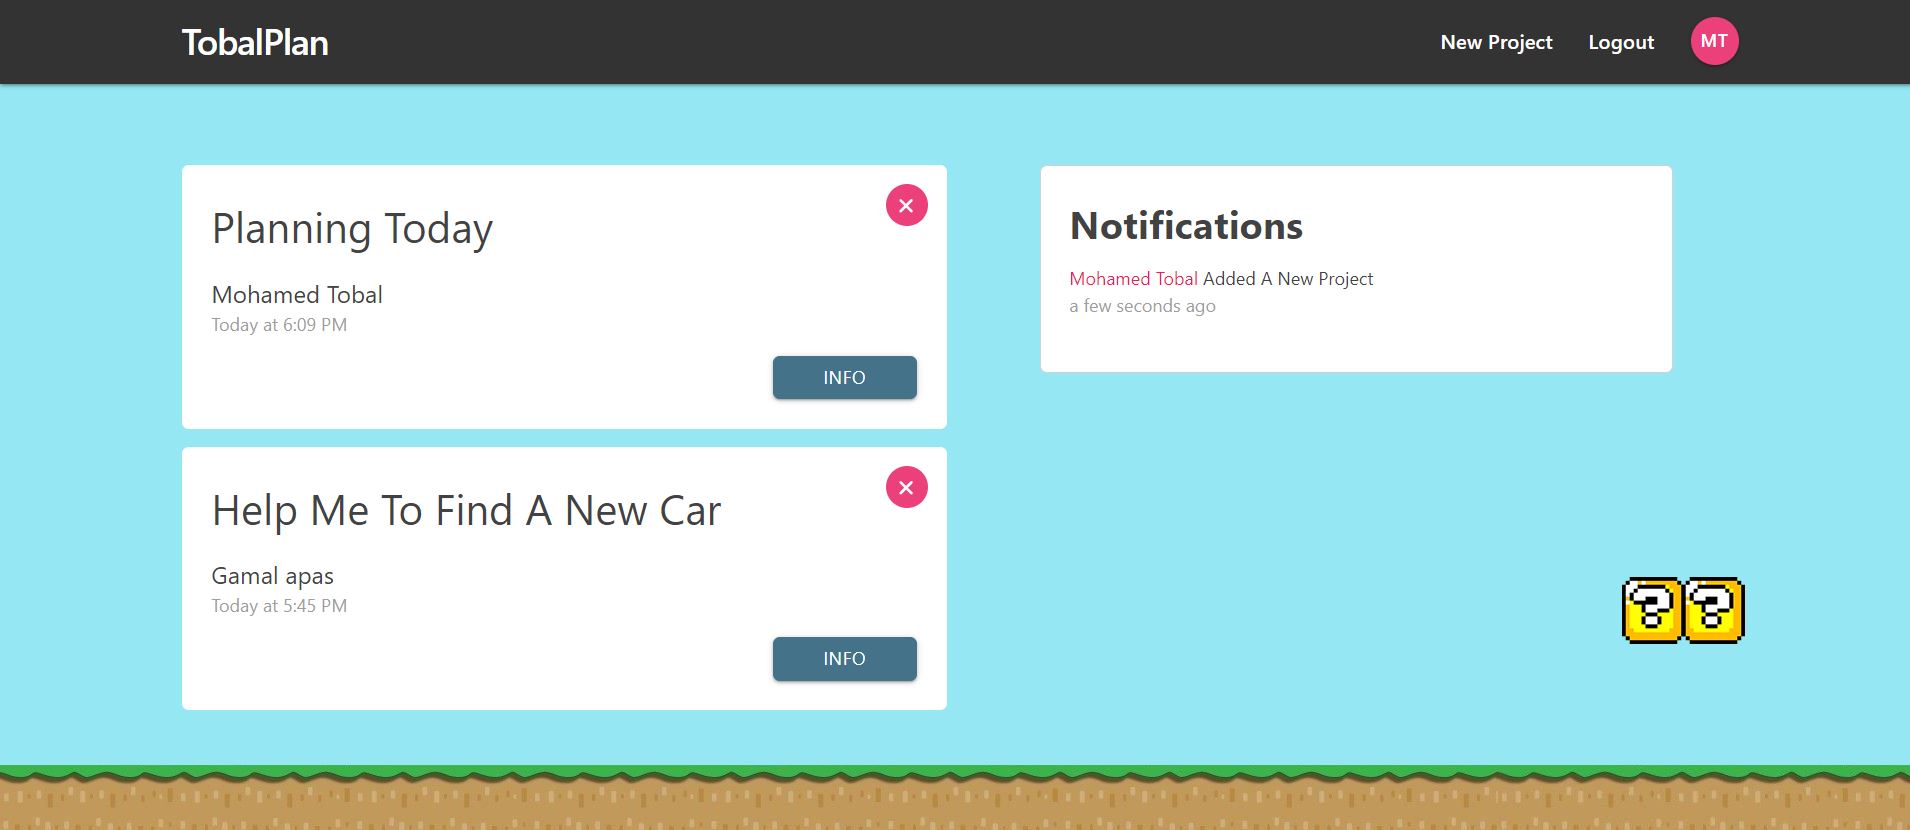 TobalPlan
New Project
Logout
MT
Planning Today
Mohamed Tobal
Today at 6:09 PM
INFO
Help Me To Find A New Car
Gamal apas
Today at 5:45 PM
INFO
Notifications
Mohamed Tobal Added A New Project
a few seconds ago
? ?